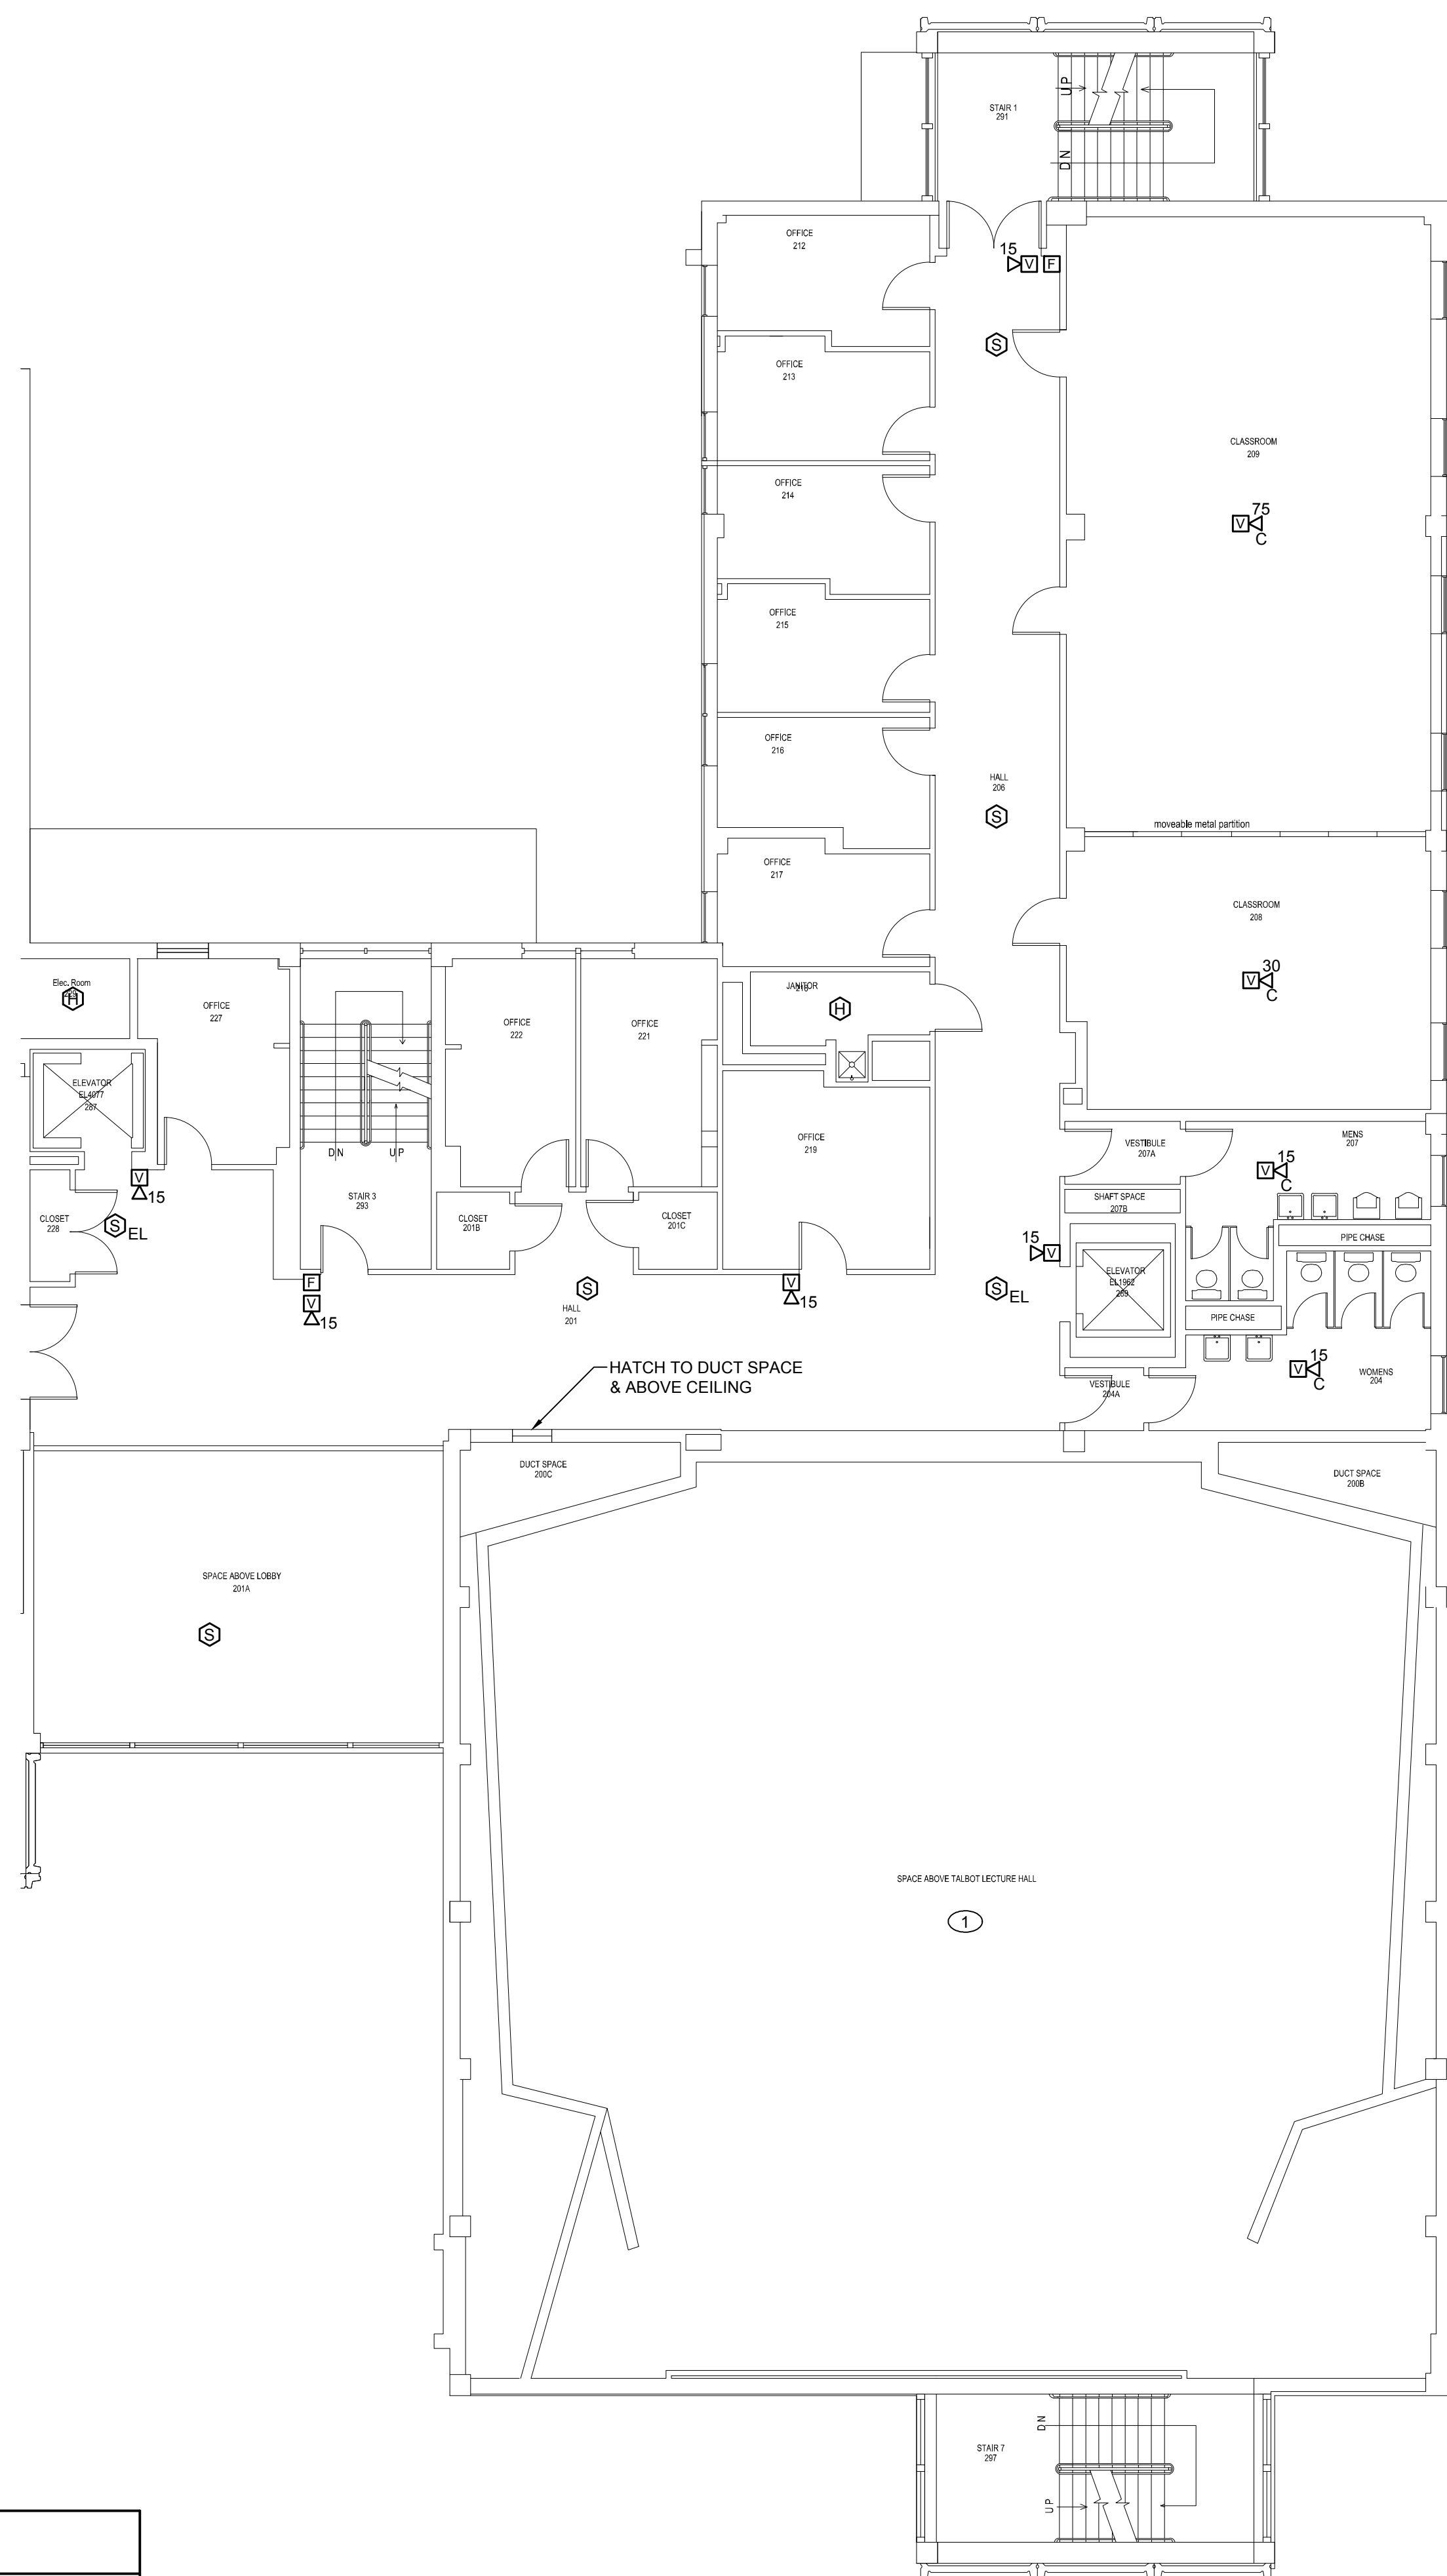 UP
STAIR 1
291
DN
OFFICE
212
15
V
F
S
OFFICE
213
CLASSROOM
209
OFFICE
214
75
V
C
OFFICE
215
OFFICE
216
HALL
206
S
moveable metal partition
OFFICE
217
CLASSROOM
208
30
V
C
Elec. Room
H
OFFICE
227
JANITOR
218
H
OFFICE
222
OFFICE
221
ELEVATOR
EL4077
287
OFFICE
219
MENS
207
VESTIBULE
207A
DN
UP
V
15
15
V
C
STAIR 3
293
SHAFT SPACE
207B
CLOSET
228
S
EL
CLOSET
201B
CLOSET
201C
PIPE CHASE
15
V
ELEVATOR
EL1962
289
F
V
15
S
HALL
201
V
15
S
EL
PIPE CHASE
HATCH TO DUCT SPACE
& ABOVE CEILING
15
V
C
WOMENS
204
VESTIBULE
204A
DUCT SPACE
200C
DUCT SPACE
200B
SPACE ABOVE LOBBY
201A
S
SPACE ABOVE TALBOT LECTURE HALL
1
DN
STAIR 7
297
UP